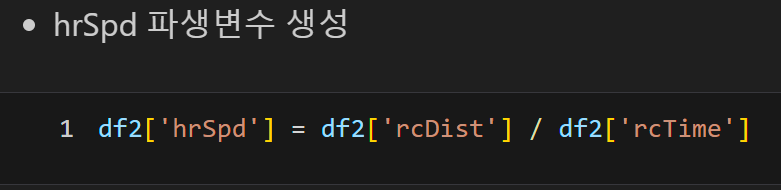 • hrSpd 파생변수 생성
1 df2['hrSpd'] = df2['rcDist'] / df2['rcTime']